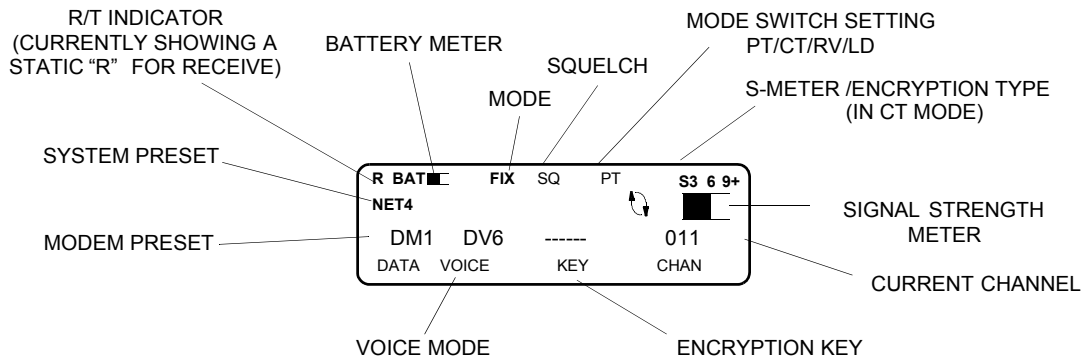 R/T INDICATOR
(CURRENTLY SHOWING A
STATIC “R” FOR RECEIVE)
BATTERY METER
MODE
SQUELCH
MODE SWITCH SETTING
PT/CT/RV/LD
S-METER /ENCRYPTION TYPE
(IN CT MODE)
SYSTEM PRESET
R BAT FIX SQ PT S3 6 9+
NET4
SIGNAL STRENGTH
METER
MODEM PRESET
DM1 DV6 ------ 011
DATA VOICE KEY CHAN
CURRENT CHANNEL
VOICE MODE
ENCRYPTION KEY